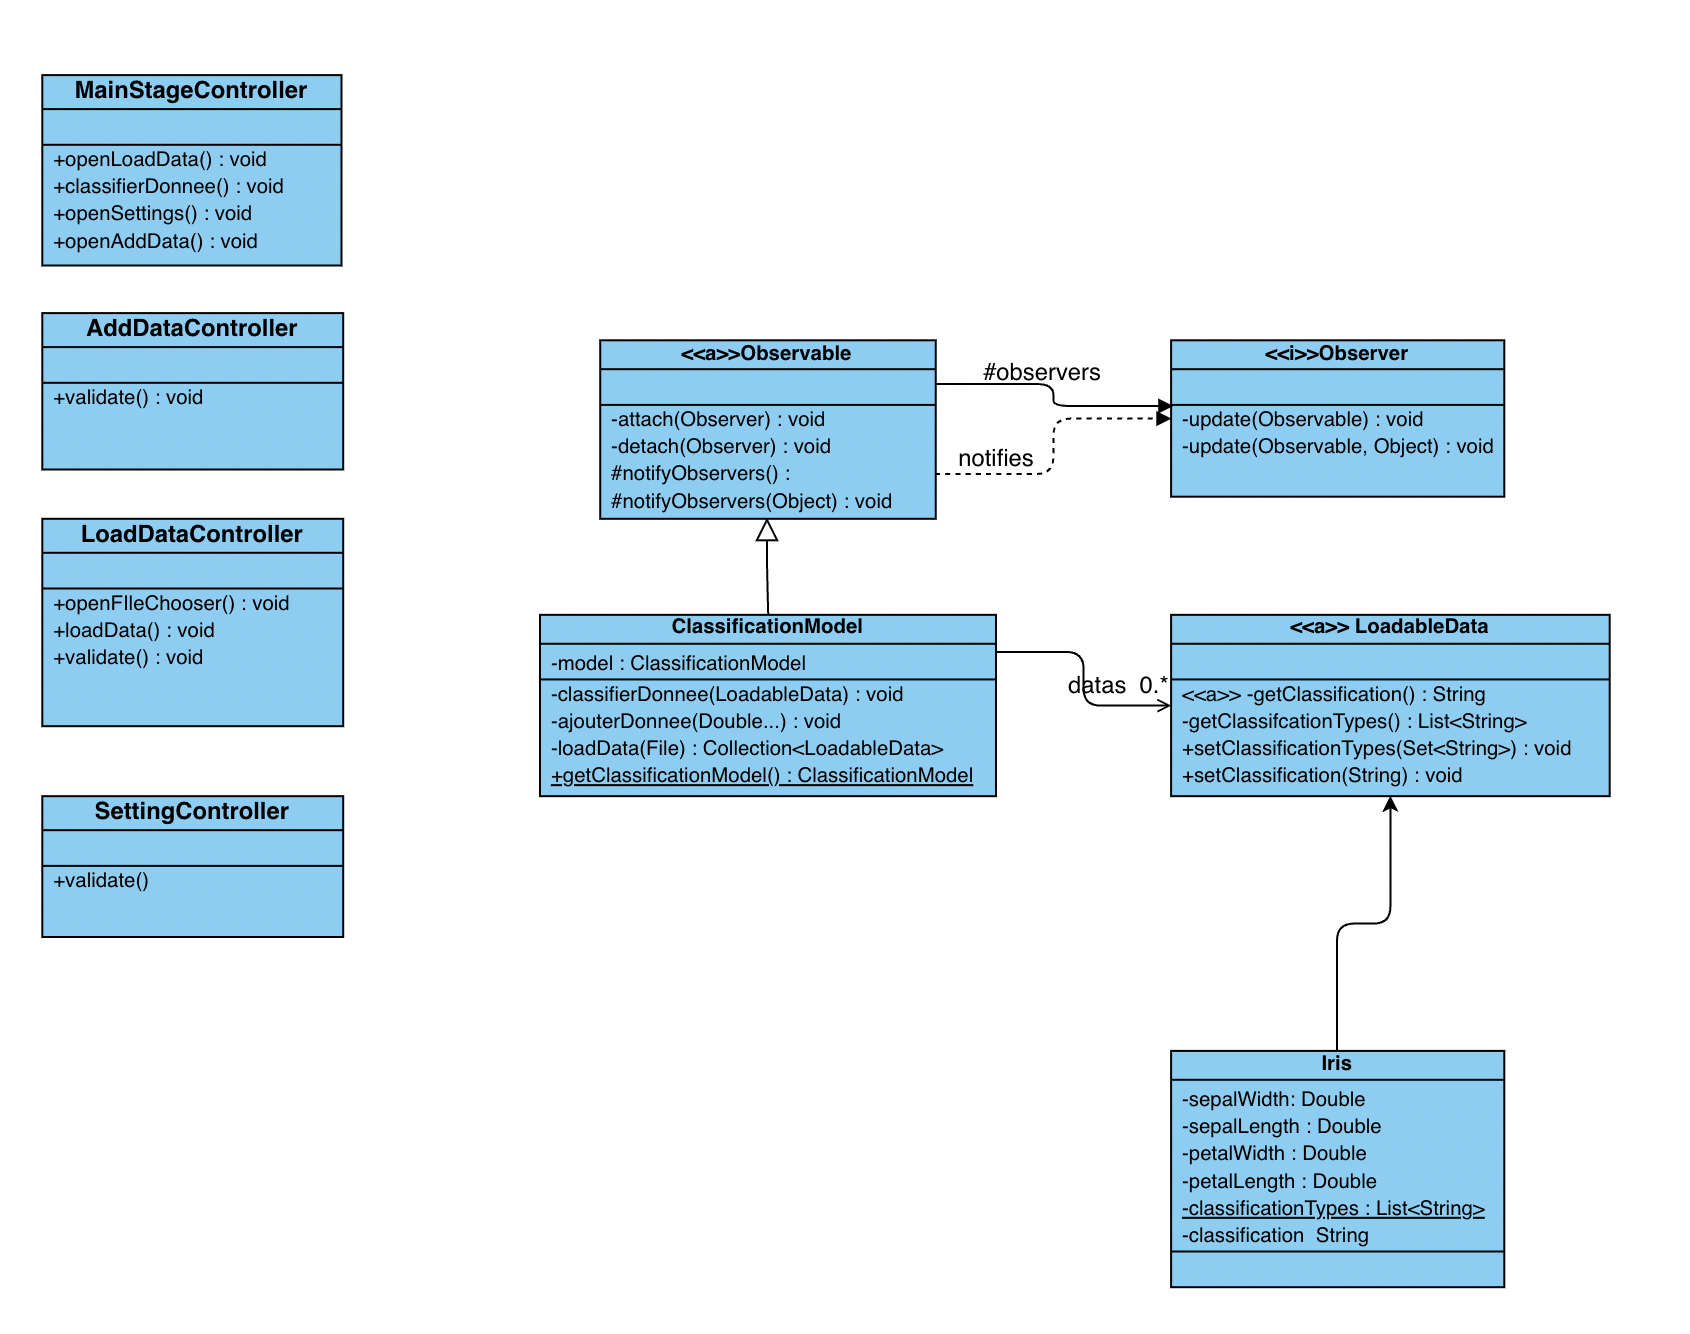 MainStageController
+openLoadData() : void
+classifierDonnee() : void
+openSettings() : void
+openAddData() : void
AddDataController
+validate() : void
LoadDataController
+openFIleChooser() : void
+loadData() : void
+validate() : void
SettingController
+validate()
<<a>>Observable
-attach(Observer) : void
-detach(Observer) : void
#notifyObservers() :
#notifyObservers(Object) : void
#observers
notifies
<<i>>Observer
-update(Observable) : void
-update(Observable, Object) : void
ClassificationModel
-model : ClassificationModel
-classifierDonnee(LoadableData) : void
-ajouterDonnee(Double...) : void
-loadData(File) : Collection<LoadableData>
+getClassificationModel() : ClassificationModel
datas 0.*
<<a>> LoadableData
<<a>> -getClassification() : String
-getClassifcationTypes() : List<String>
+setClassificationTypes(Set<String>) : void
+setClassification(String) : void
Iris
-sepalWidth: Double
-sepalLength : Double
-petalWidth : Double
-petalLength : Double
-classificationTypes : List<String>
-classification String